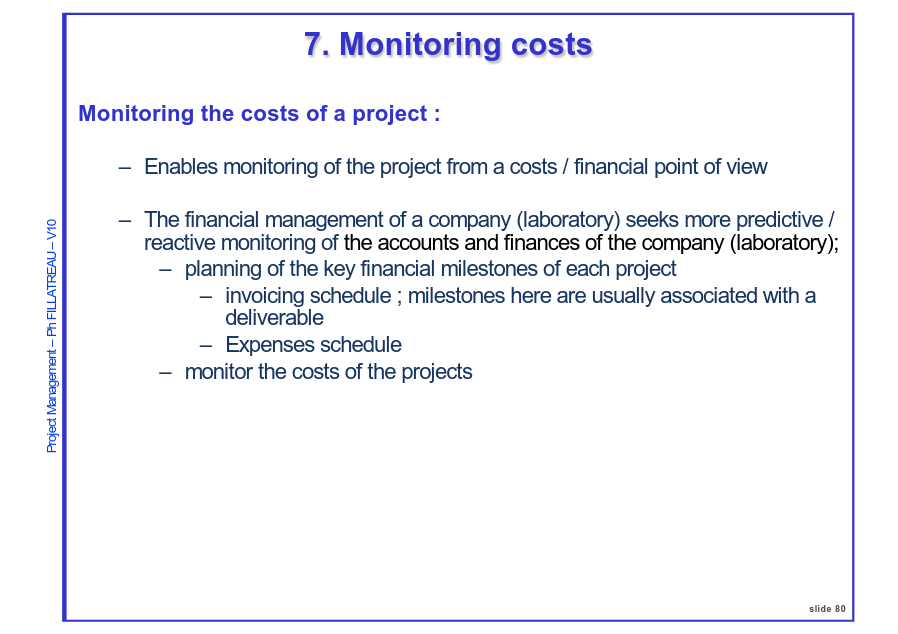 7. Monitoring costs
Monitoring the costs of a project :
– Enables monitoring of the project from a costs / financial point of view
– The financial management of a company (laboratory) seeks more predictive /
reactive monitoring of the accounts and finances of the company (laboratory);
– planning of the key financial milestones of each project
– invoicing schedule ; milestones here are usually associated with a
deliverable
– Expenses schedule
– monitor the costs of the projects
Project Management – Ph FILLATREAU – V10
slide 80